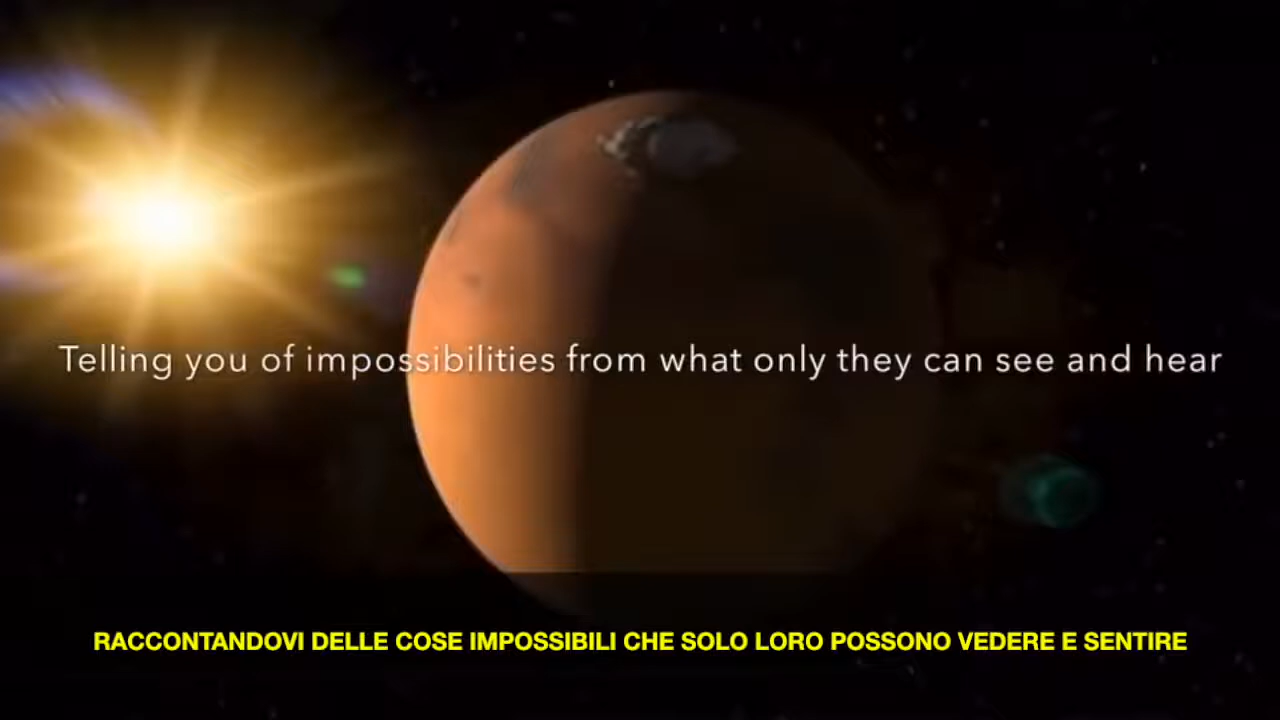 Telling you of impossibilities from what only they can see and hear
RACCONTANDOVI DELLE COSE IMPOSSIBILI CHE SOLO LORO POSSONO VEDERE E SENTIRE